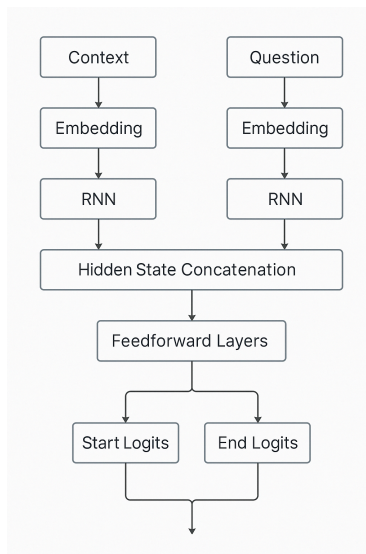 Context
Question
Embedding
Embedding
RNN
RNN
Hidden State Concatenation
Feedforward Layers
Start Logits
End Logits